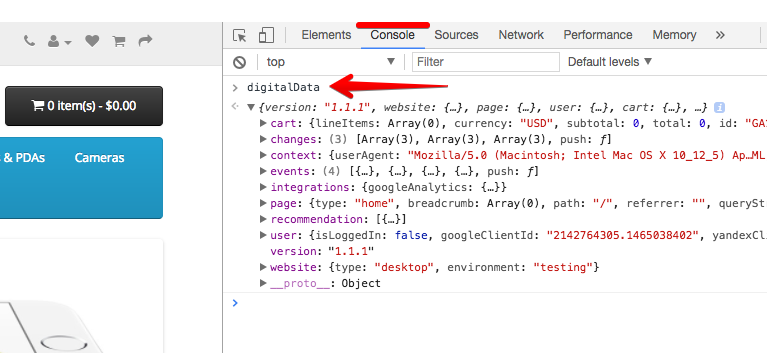 Elements Console Sources Network Performance Memory »
top ▼ Filter Default levels ▼
0 item(s) - $0.00
s & PDAs Cameras
> digitalData
▼{version: "1.1.1", website: {…}, page: {…}, user: {…}, cart: {…}, …} i
▶cart: {lineItems: Array(0), currency: "USD", subtotal: 0, total: 0, id: "GA1
▶changes: (3) [Array(3), Array(3), Array(3), push: ƒ]
▶context: {userAgent: "Mozilla/5.0 (Macintosh; Intel Mac OS X 10_12_5) Ap…ML,
▶events: (4) [{…}, {…}, {…}, {…}, push: ƒ]
▶integrations: {googleAnalytics: {…}}
▶page: {type: "home", breadcrumb: Array(0), path: "/", referrer: "", querySt
▶recommendation: [{…}]
▶user: {isLoggedIn: false, googleClientId: "2142764305.1465038402", yandexCl
version: "1.1.1"
▶website: {type: "desktop", environment: "testing"}
▶__proto__: Object
>